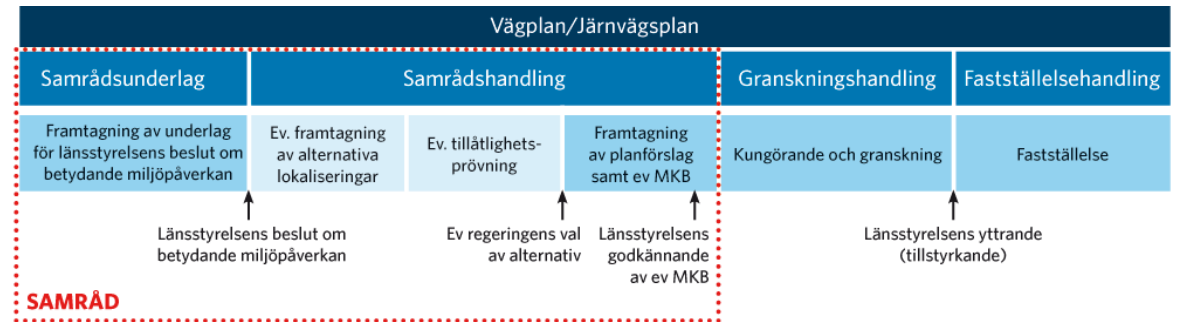 Vägplan/Järnvägsplan
Samrådsunderlag
Samrådshandling
Granskningshandling
Fastställelsehandling
Framtagning av underlag
för länsstyrelsens beslut om
betydande miljöpåverkan
Ev. framtagning
av alternativa
lokaliseringar
Ev. tillåtlighets-
prövning
Framtagning
av planförslag
samt ev MKB
Kungörande och granskning
Fastställelse
Länsstyrelsens beslut om
betydande miljöpåverkan
Ev regeringens val
av alternativ
Länsstyrelsens
godkännande
av ev MKB
Länsstyrelsens yttrande
(tillstyrkande)
SAMRÅD